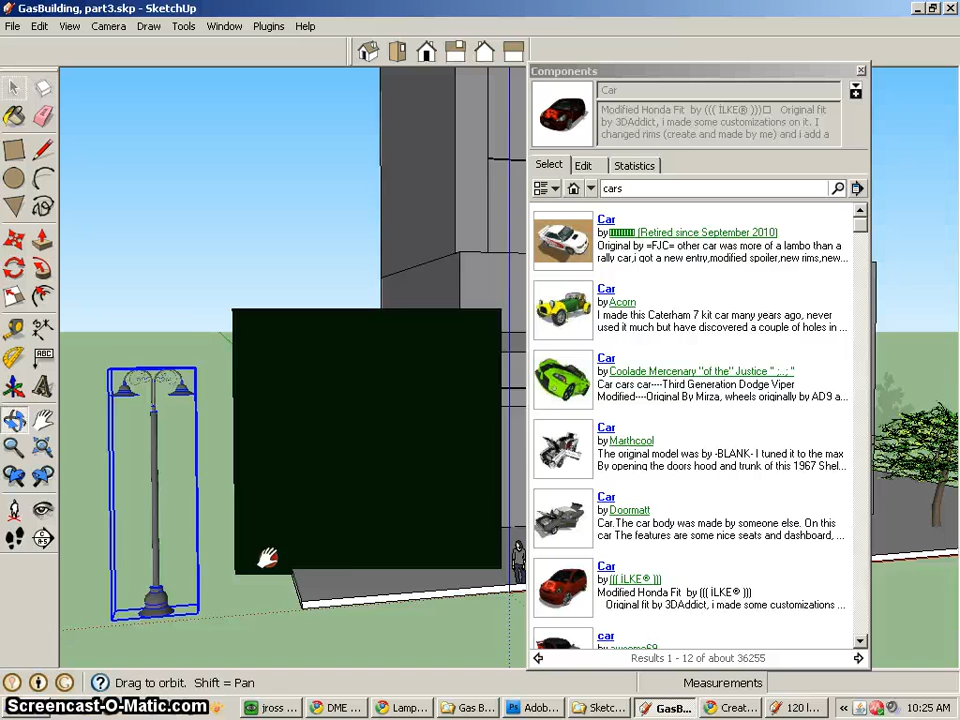 GasBuilding, part3.skp - SketchUp
File Edit View Camera Draw Tools Window Plugins Help
Components
Car
Modified Honda Fit by ((( İLKE® ))) Original fit
by 3DAddict, i made some customizations on it. I
changed rims (create and made by me) and i add a
Select Edit Statistics
cars
Car
by (Retired since September 2010)
Original by =FJC= other car was more of a lambo than a
rally car,i got a new entry,modified spoiler,new rims,new...
Car
by Acorn
I made this Caterham 7 kit car many years ago, never
used it much but have discovered a couple of holes in ...
Car
by Coolade Mercenary "of the" Justice " ;..; "
Car cars car----Third Generation Dodge Viper
Modified----Original By Mirza, wheels originally by AD9 a...
Car
by Marthcool
The original model was by -BLANK- I tuned it to the max
By opening the doors hood and trunk of this 1967 Shel...
Car
by Doormatt
Car.The car body was made by someone else. On this
car The features are some nice seats and dashboard, ...
Car
by ((( İLKE® )))
Modified Honda Fit by ((( İLKE® )))
Original fit by 3DAddict, i made some customizations ...
car
Results 1 - 12 of about 36255
ABC
Drag to orbit. Shift = Pan
Measurements
Screencast-O-Matic.com
jross ...
DME ...
Lamp...
Gas B...
Adob...
Sketc...
GasB...
Creat...
120 l...
10:25 AM